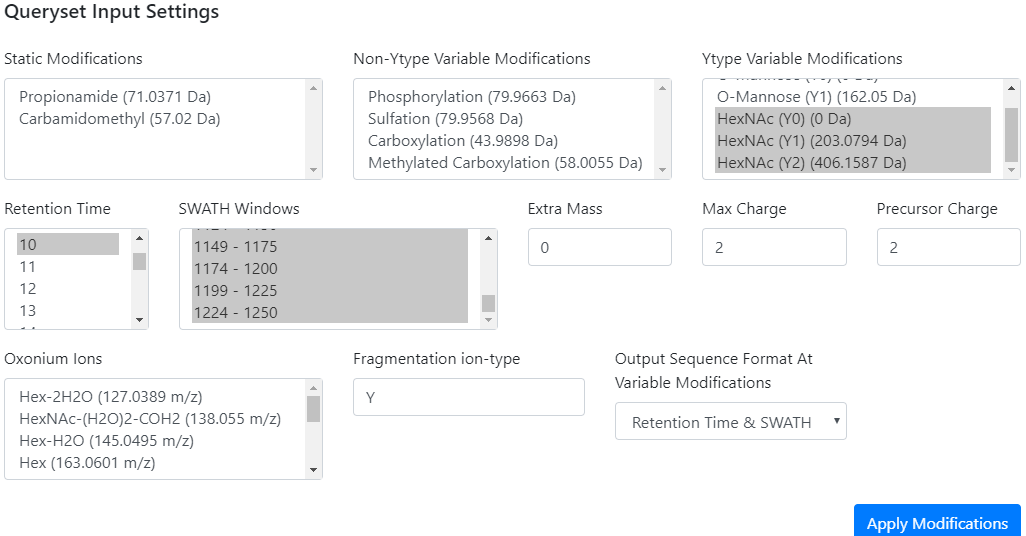 Queryset Input Settings
Static Modifications
Non-Ytype Variable Modifications
Ytype Variable Modifications
Propionamide (71.0371 Da)
Carbamidomethyl (57.02 Da)
Phosphorylation (79.9663 Da)
Sulfation (79.9568 Da)
Carboxylation (43.9898 Da)
Methylated Carboxylation (58.0055 Da)
O-Mannose (Y1) (162.05 Da)
HexNAc (Y0) (0 Da)
HexNAc (Y1) (203.0794 Da)
HexNAc (Y2) (406.1587 Da)
Retention Time
SWATH Windows
Extra Mass
Max Charge
Precursor Charge
10
11
12
13
1149 - 1175
1174 - 1200
1199 - 1225
1224 - 1250
0
2
2
Oxonium Ions
Fragmentation ion-type
Output Sequence Format At
Variable Modifications
Hex-2H2O (127.0389 m/z)
HexNAc-(H2O)2-COH2 (138.055 m/z)
Hex-H2O (145.0495 m/z)
Hex (163.0601 m/z)
Y
Retention Time & SWATH
Apply Modifications